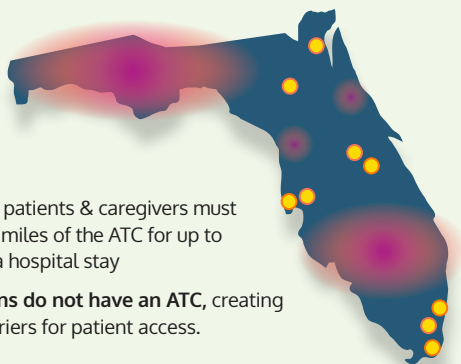 patients & caregivers must
miles of the ATC for up to
a hospital stay
ns do not have an ATC, creating
riers for patient access.